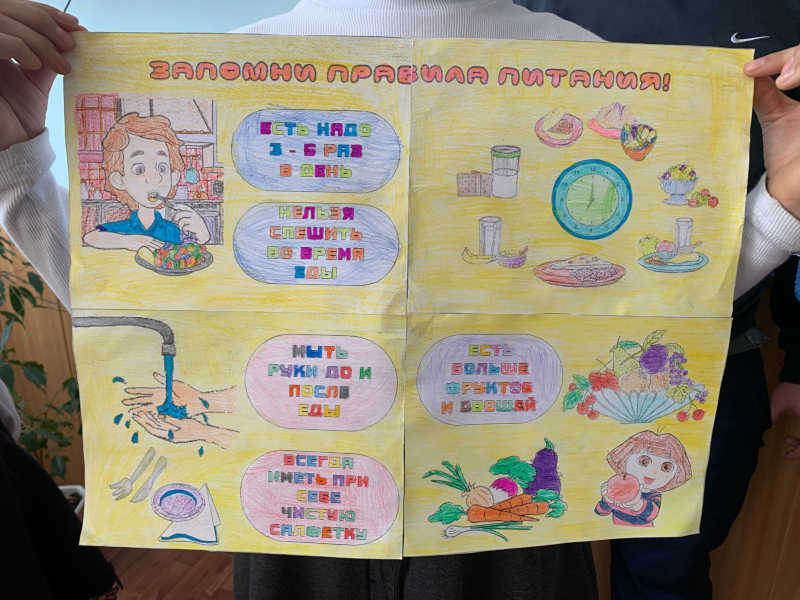 ЗАПОМНИ ПРАВИЛА ПИТАНИЯ!
ЕСТЬ НАДО
3 - 5 РАЗ
В ДЕНЬ
НЕЛЬЗЯ
СПЕШИТЬ
ВО ВРЕМЯ
ЕДЫ
МЫТЬ
РУКИ ДО И
ПОСЛЕ
ЕДЫ
ЕСТЬ
БОЛЬШЕ
ФРУКТОВ
И ОВОЩЕЙ
ВСЕГДА
ИМЕТЬ ПРИ
СЕБЕ
ЧИСТУЮ
САЛФЕТКУ